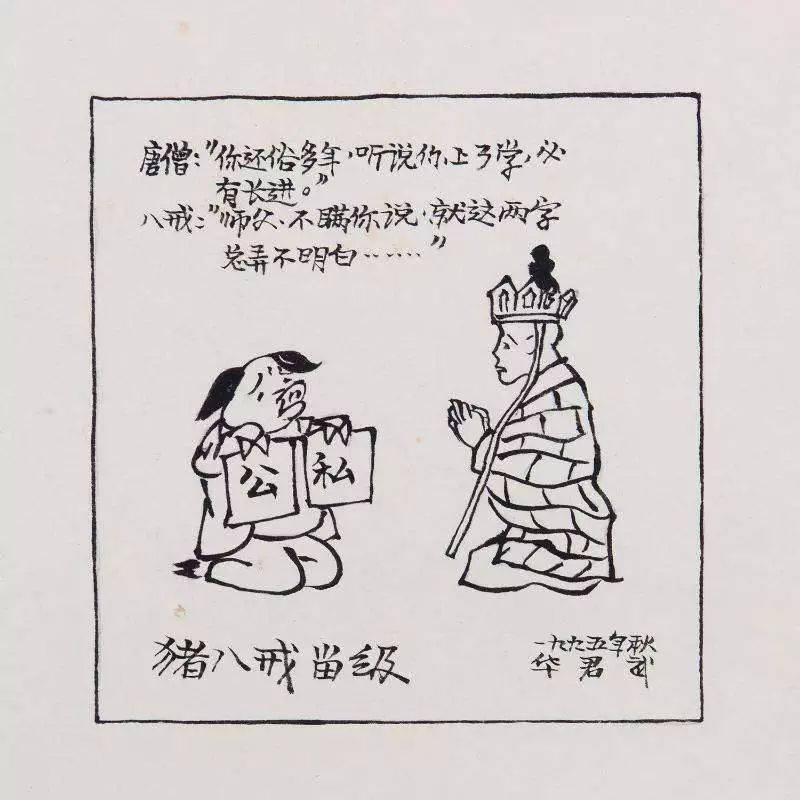 唐僧:"你还俗多年,听说你上了学,必
有长进。"
八戒:"师父,不瞒你说,就这两字
总弄不明白……"
公
私
猪八戒留级
一九九五年秋
华君武